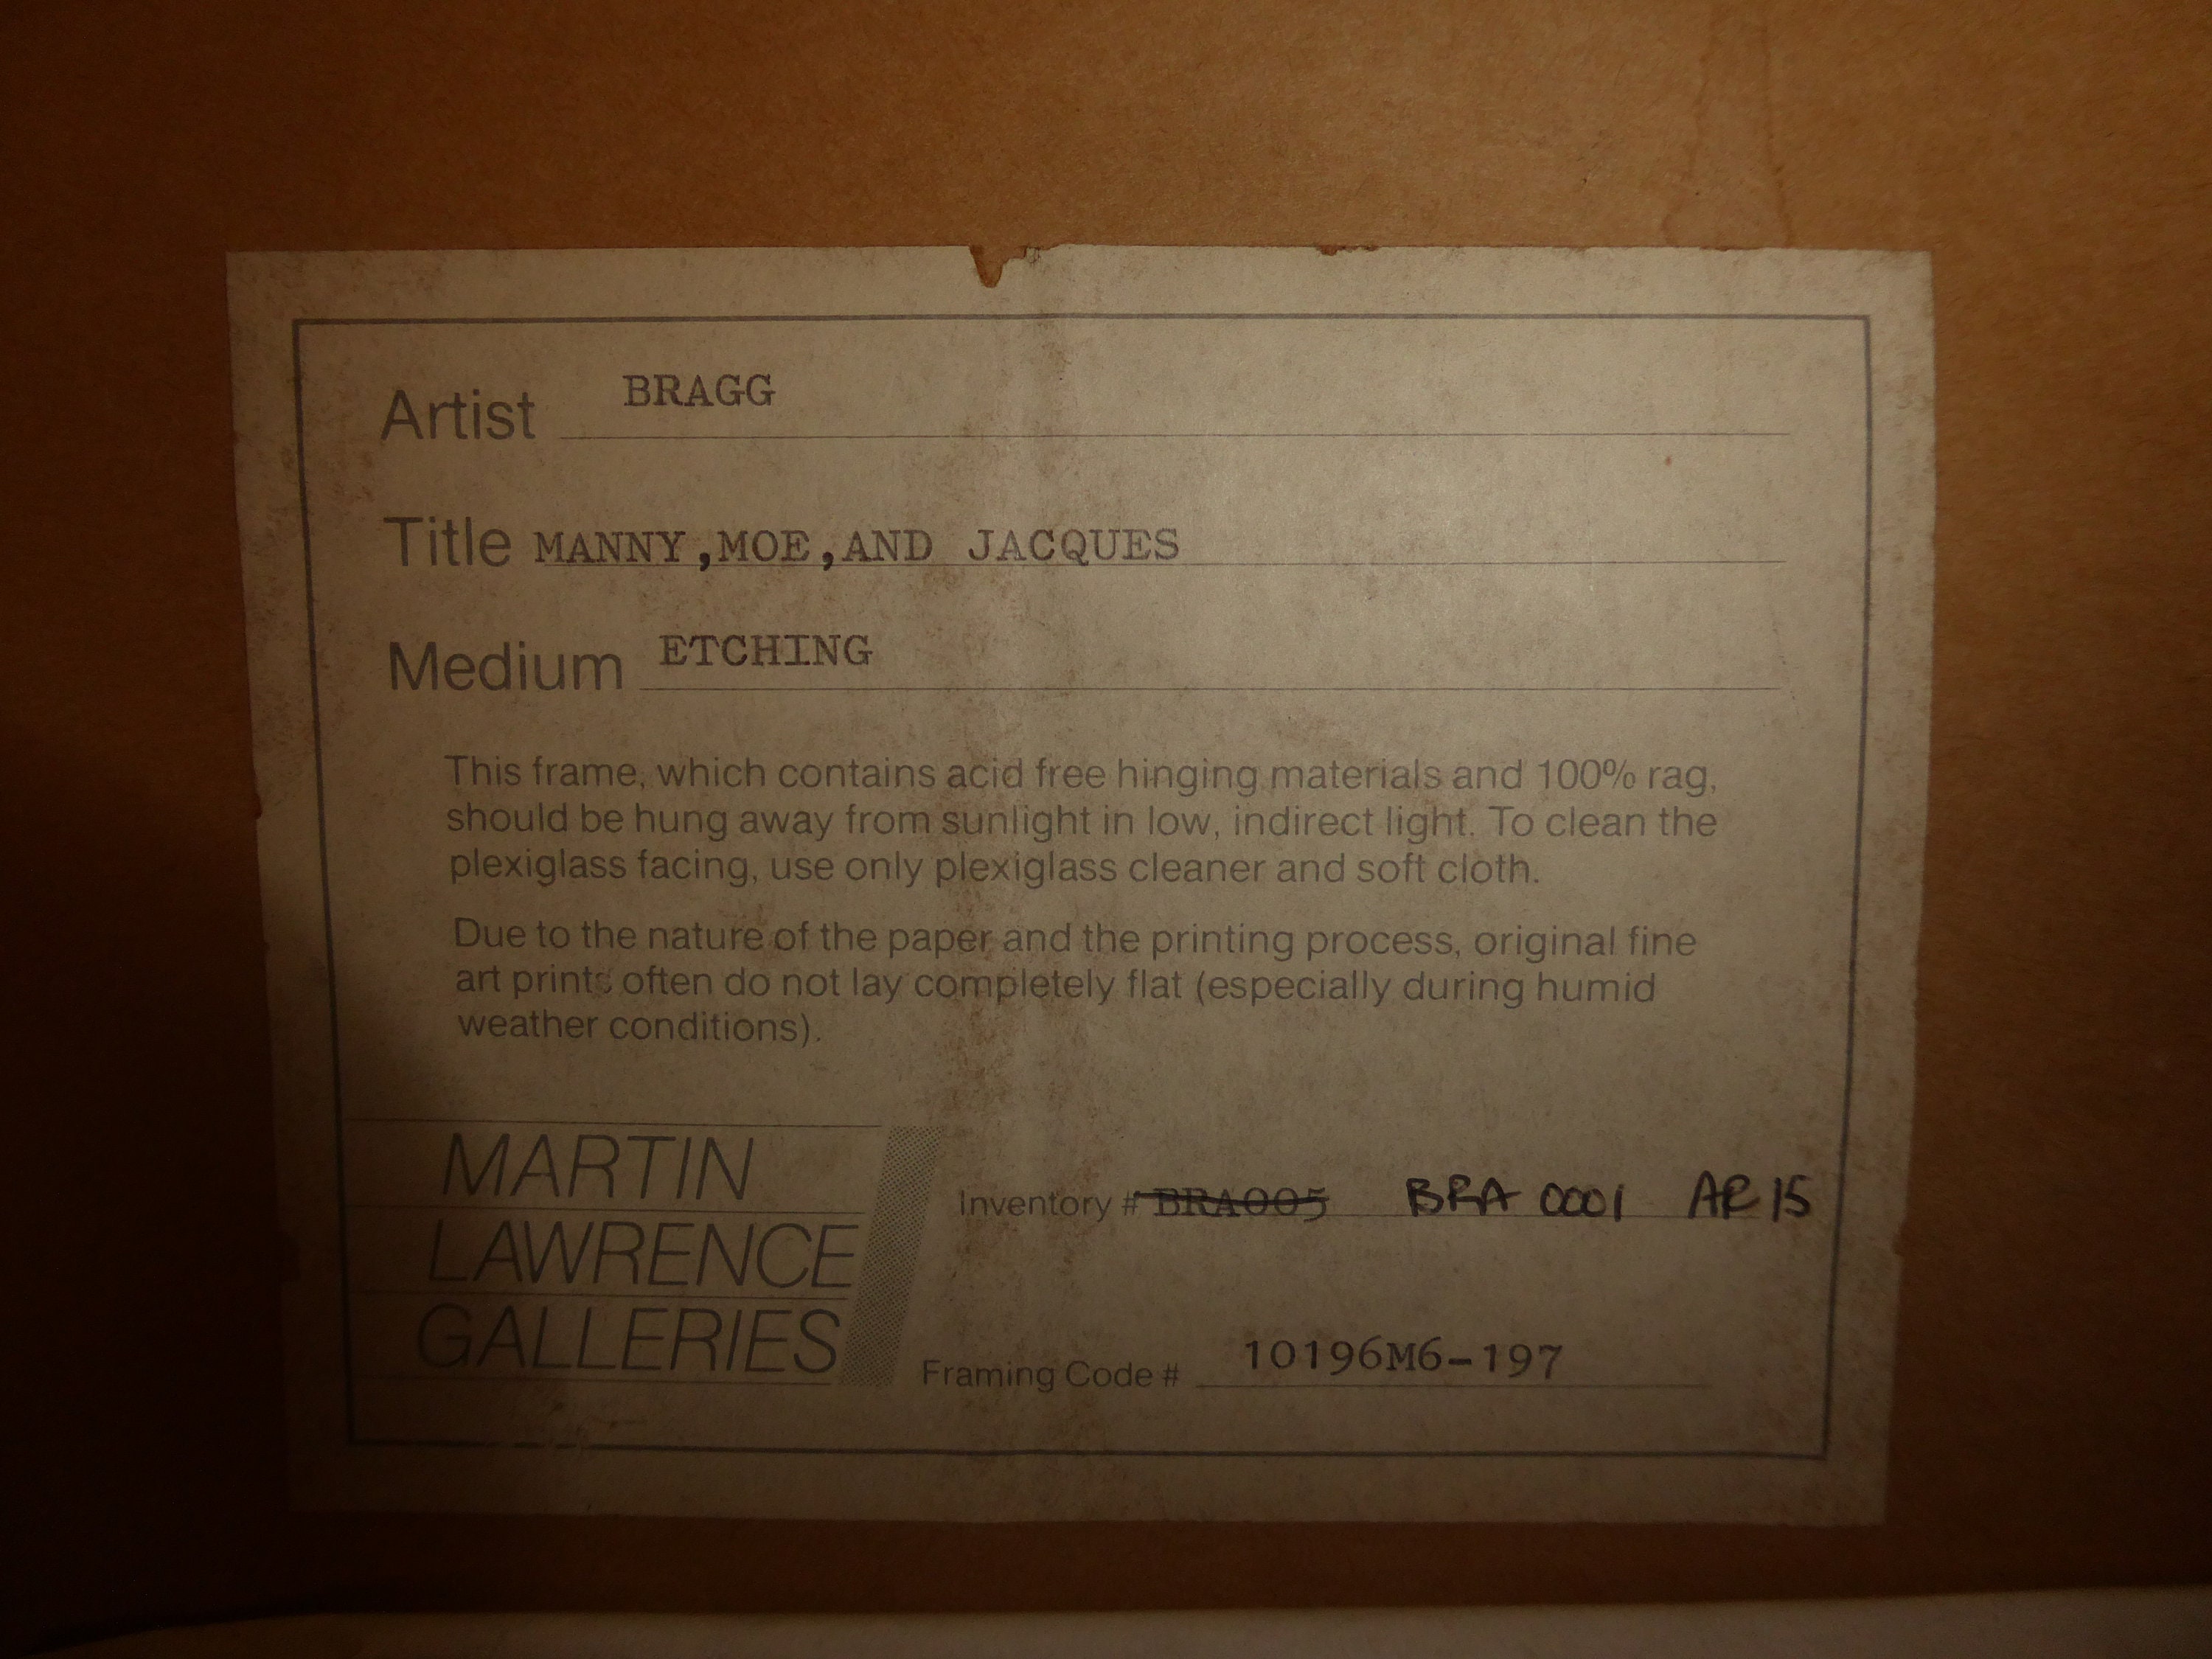 Artist BRAGG
Title MANNY,MOE,AND JACQUES
Medium ETCHING
This frame, which contains acid free hinging materials and 100% rag,
should be hung away from sunlight in low, indirect light. To clean the
plexiglass facing, use only plexiglass cleaner and soft cloth.
Due to the nature of the paper and the printing process, original fine
art prints often do not lay completely flat (especially during humid
weather conditions).
MARTIN
LAWRENCE
GALLERIES
Inventory # BRA005 BRA 0001 AR 15
Framing Code # 10196M6-197